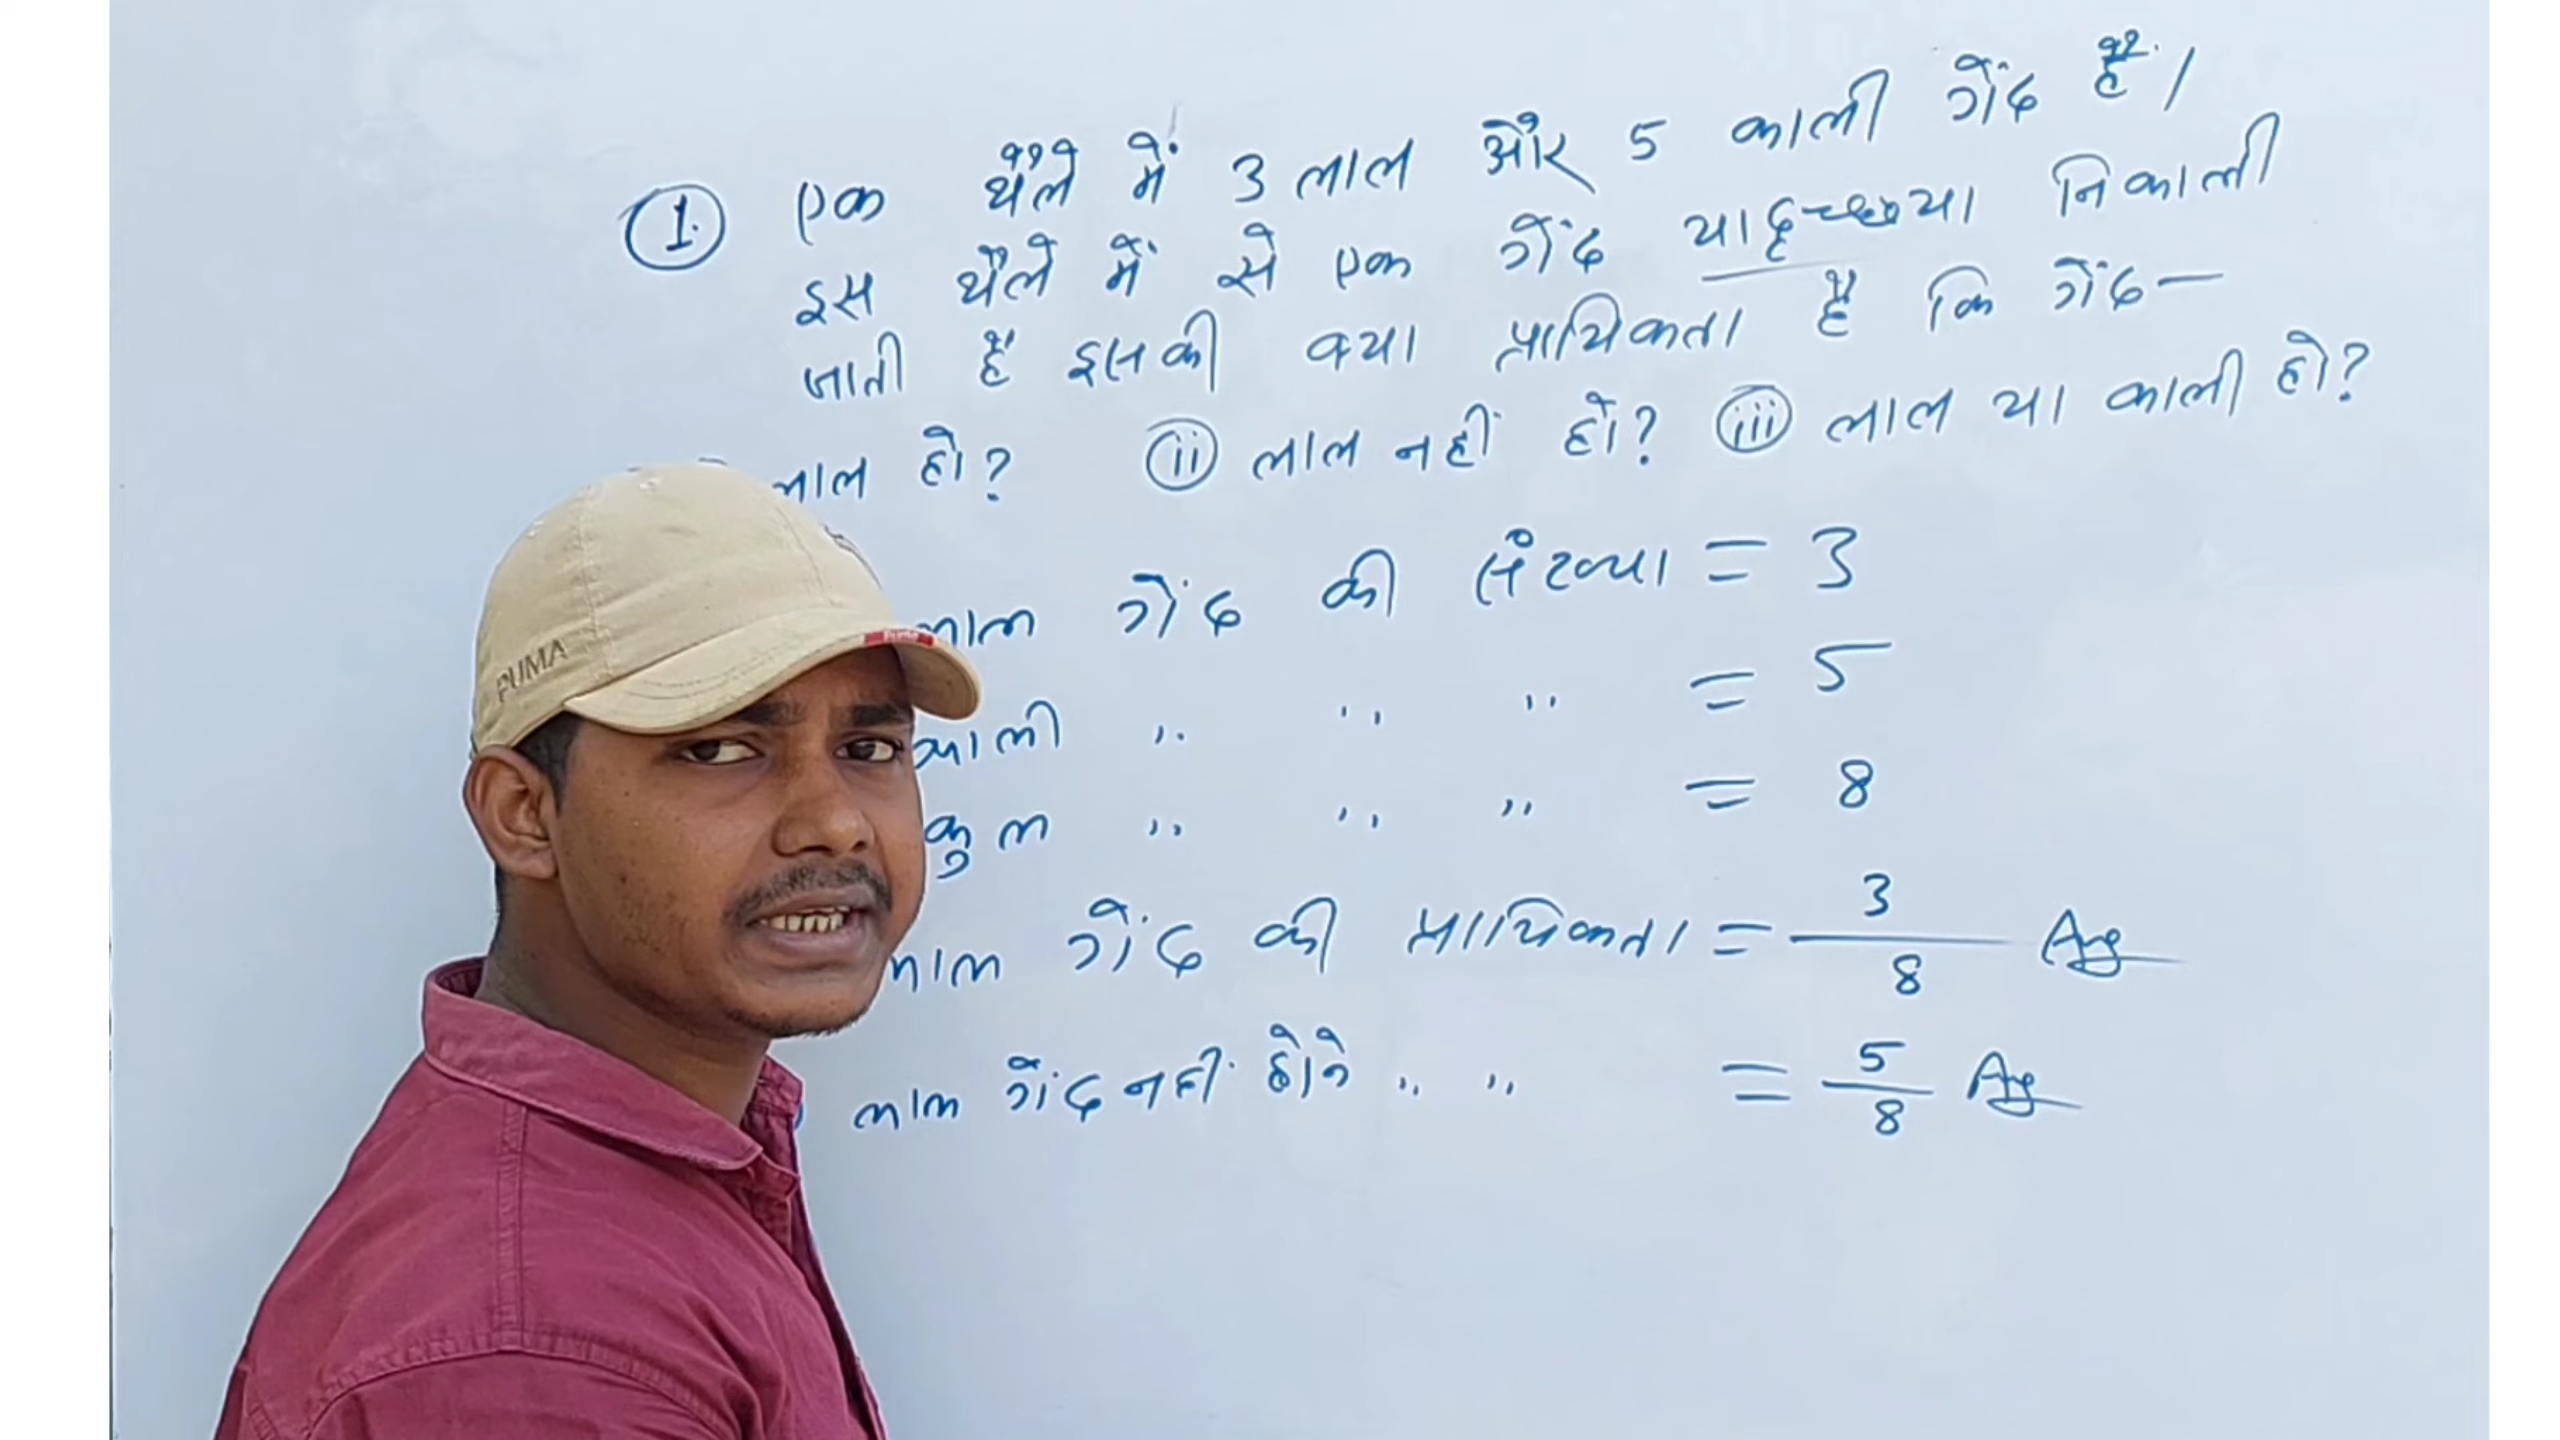 ① एक थैले में 3 लाल और 5 काली गेंद हैं।
इस थैले में से एक गेंद यादृच्छया निकाली
जाती है इसकी क्या प्रायिकता है कि गेंद—
लाल हो? (ii) लाल नहीं हो? (iii) लाल या काली हो?
लाल गेंद की संख्या = 3
काली ,, ,, ,, = 5
कुल ,, ,, ,, = 8
लाल गेंद की प्रायिकता = 3/8 Ans
लाल गेंद नहीं होने ,, ,, = 5/8 Ans
PUMA